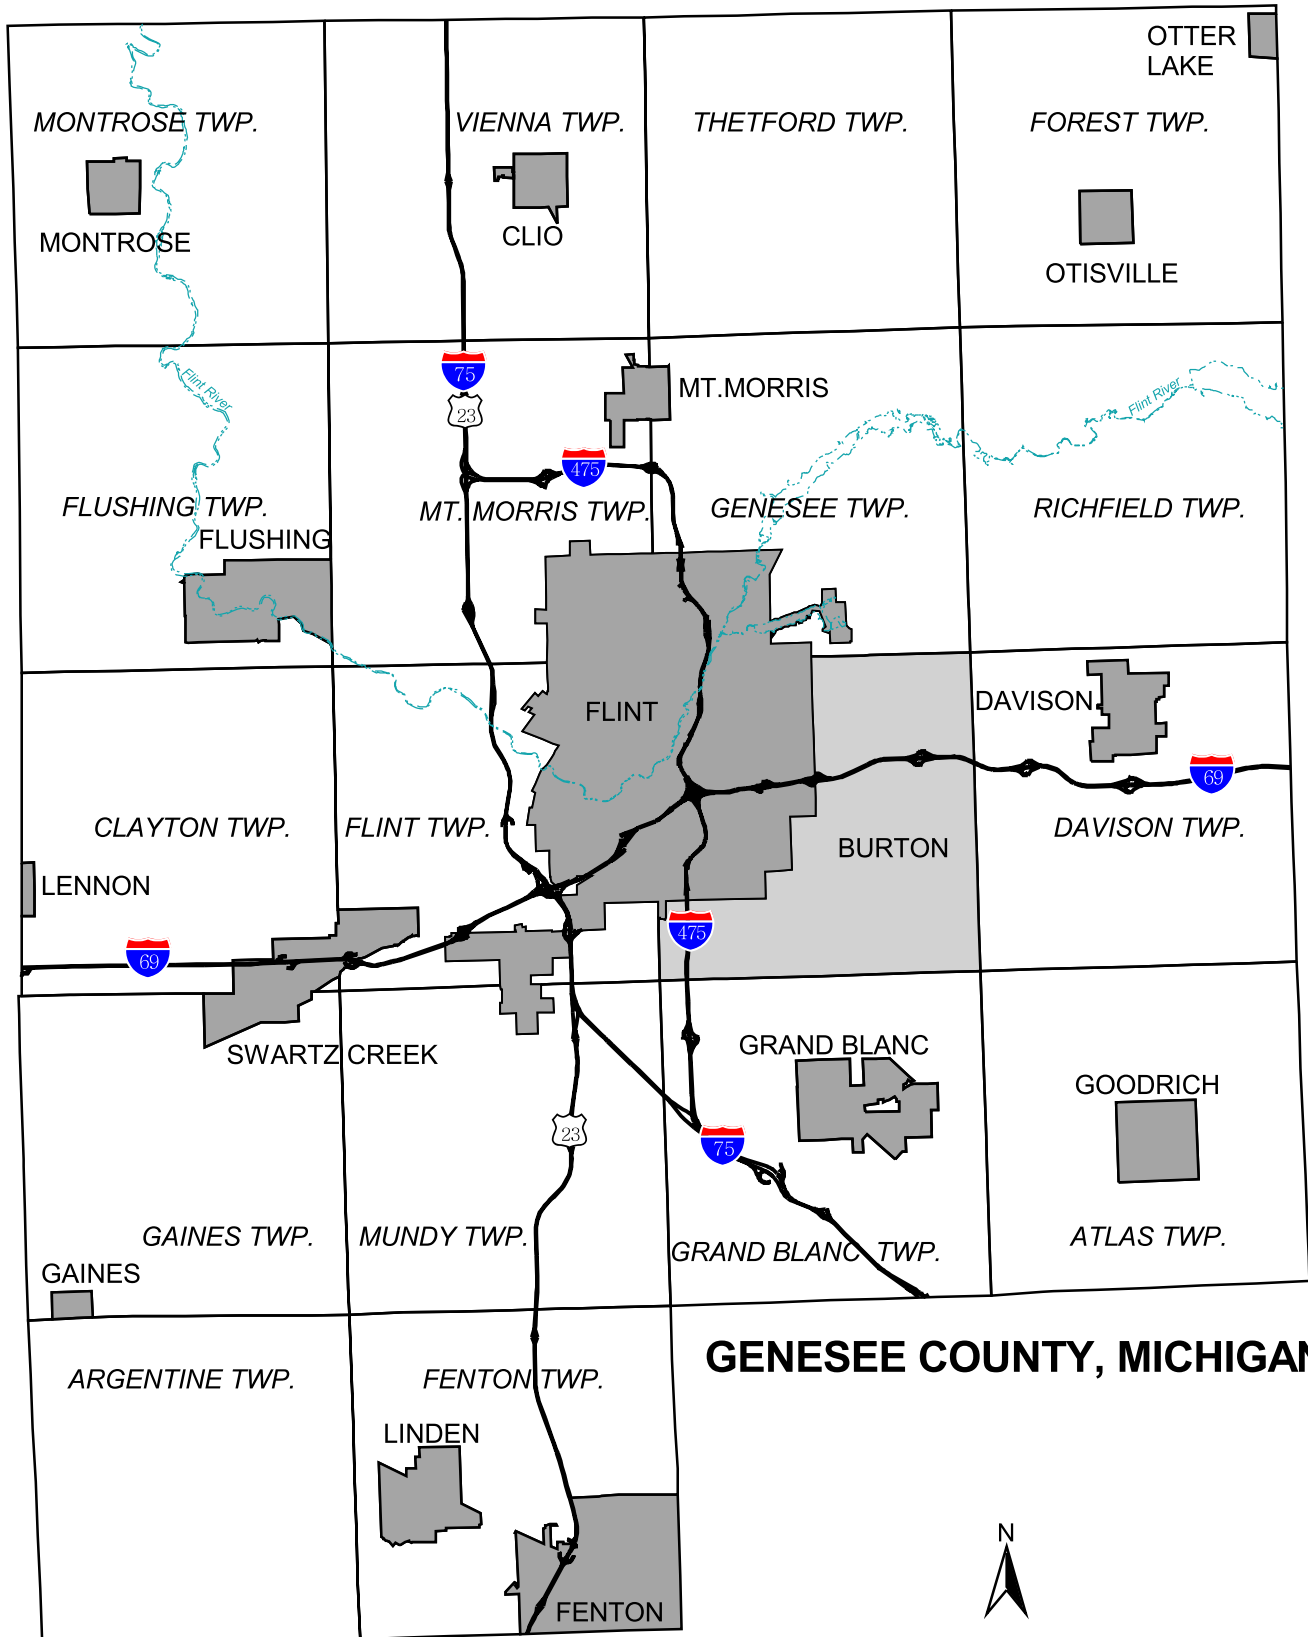 OTTER
LAKE
MONTROSE TWP.
VIENNA TWP.
THETFORD TWP.
FOREST TWP.
MONTROSE
CLIO
OTISVILLE
75
23
Flint River
MT.MORRIS
Flint River
475
FLUSHING TWP.
MT. MORRIS TWP.
GENESEE TWP.
RICHFIELD TWP.
FLUSHING
FLINT
DAVISON
69
CLAYTON TWP.
FLINT TWP.
BURTON
DAVISON TWP.
LENNON
475
69
SWARTZ CREEK
GRAND BLANC
GOODRICH
23
75
GAINES TWP.
MUNDY TWP.
GRAND BLANC TWP.
ATLAS TWP.
GAINES
GENESEE COUNTY, MICHIGAN
ARGENTINE TWP.
FENTON TWP.
LINDEN
N
FENTON